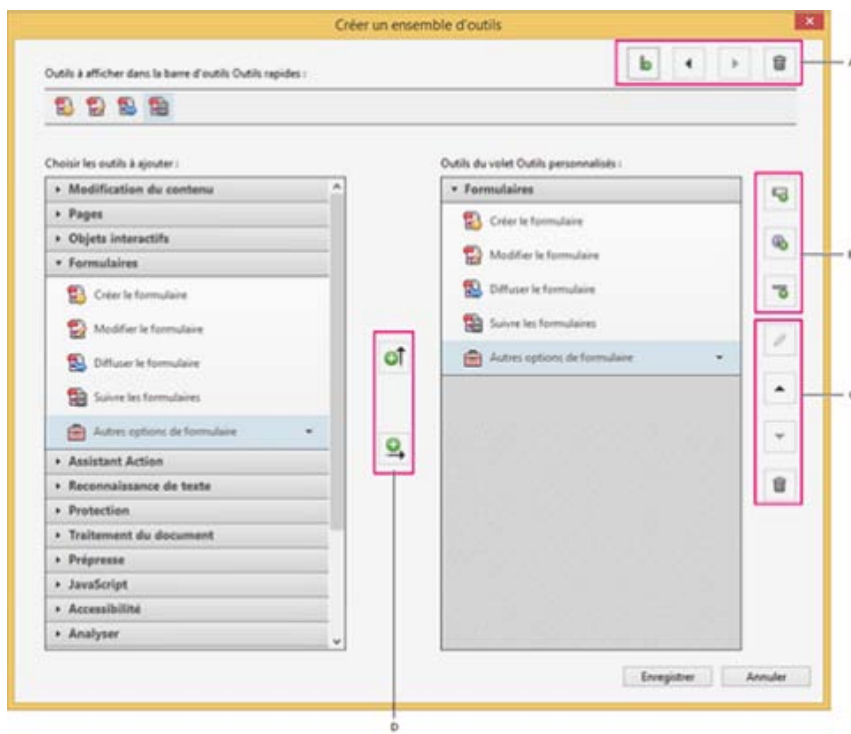 Créer un ensemble d'outils
Outils à afficher dans la barre d'outils Outils rapides :
A
Choisir les outils à ajouter :
Modification du contenu
Pages
Objets interactifs
Formulaires
Créer le formulaire
Modifier le formulaire
Diffuser le formulaire
Suivre les formulaires
Autres options de formulaire
Assistant Action
Reconnaissance de texte
Protection
Traitement du document
Prépresse
JavaScript
Accessibilité
Analyser
Outils du volet Outils personnalisés :
Formulaires
Créer le formulaire
Modifier le formulaire
Diffuser le formulaire
Suivre les formulaires
Autres options de formulaire
Enregistrer
Annuler
D